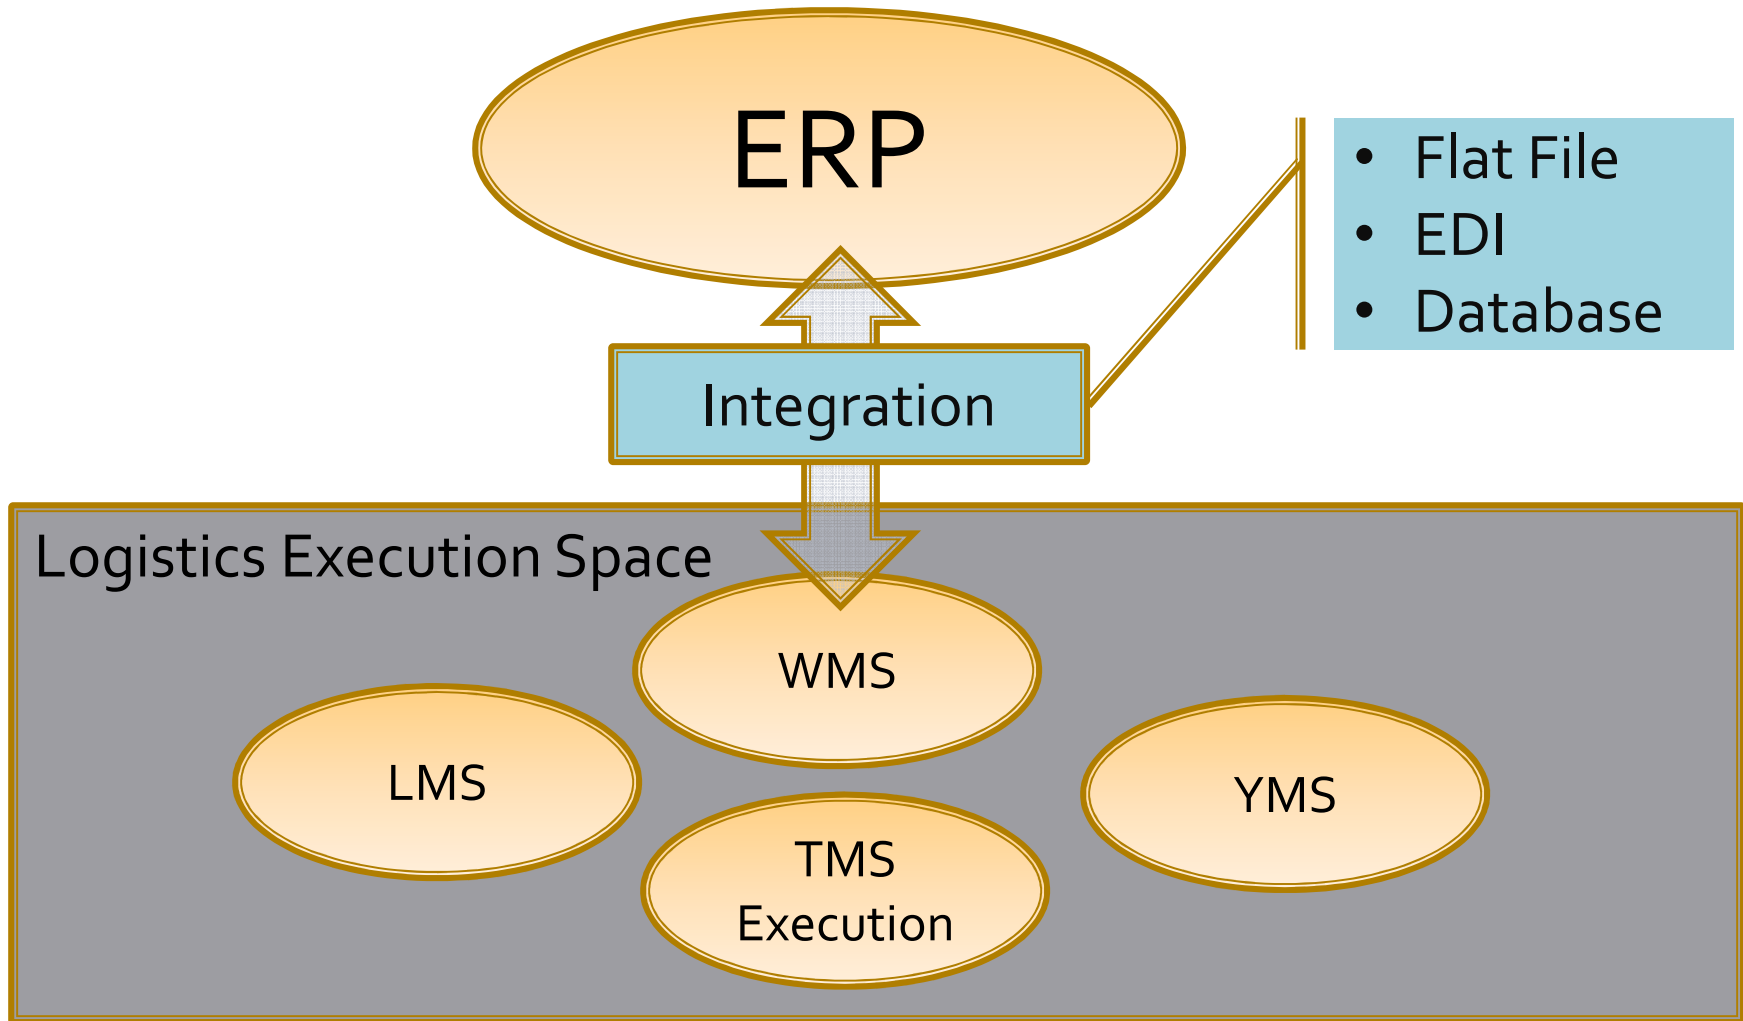 ERP
• Flat File
• EDI
• Database
Integration
Logistics Execution Space
WMS
LMS
YMS
TMS
Execution